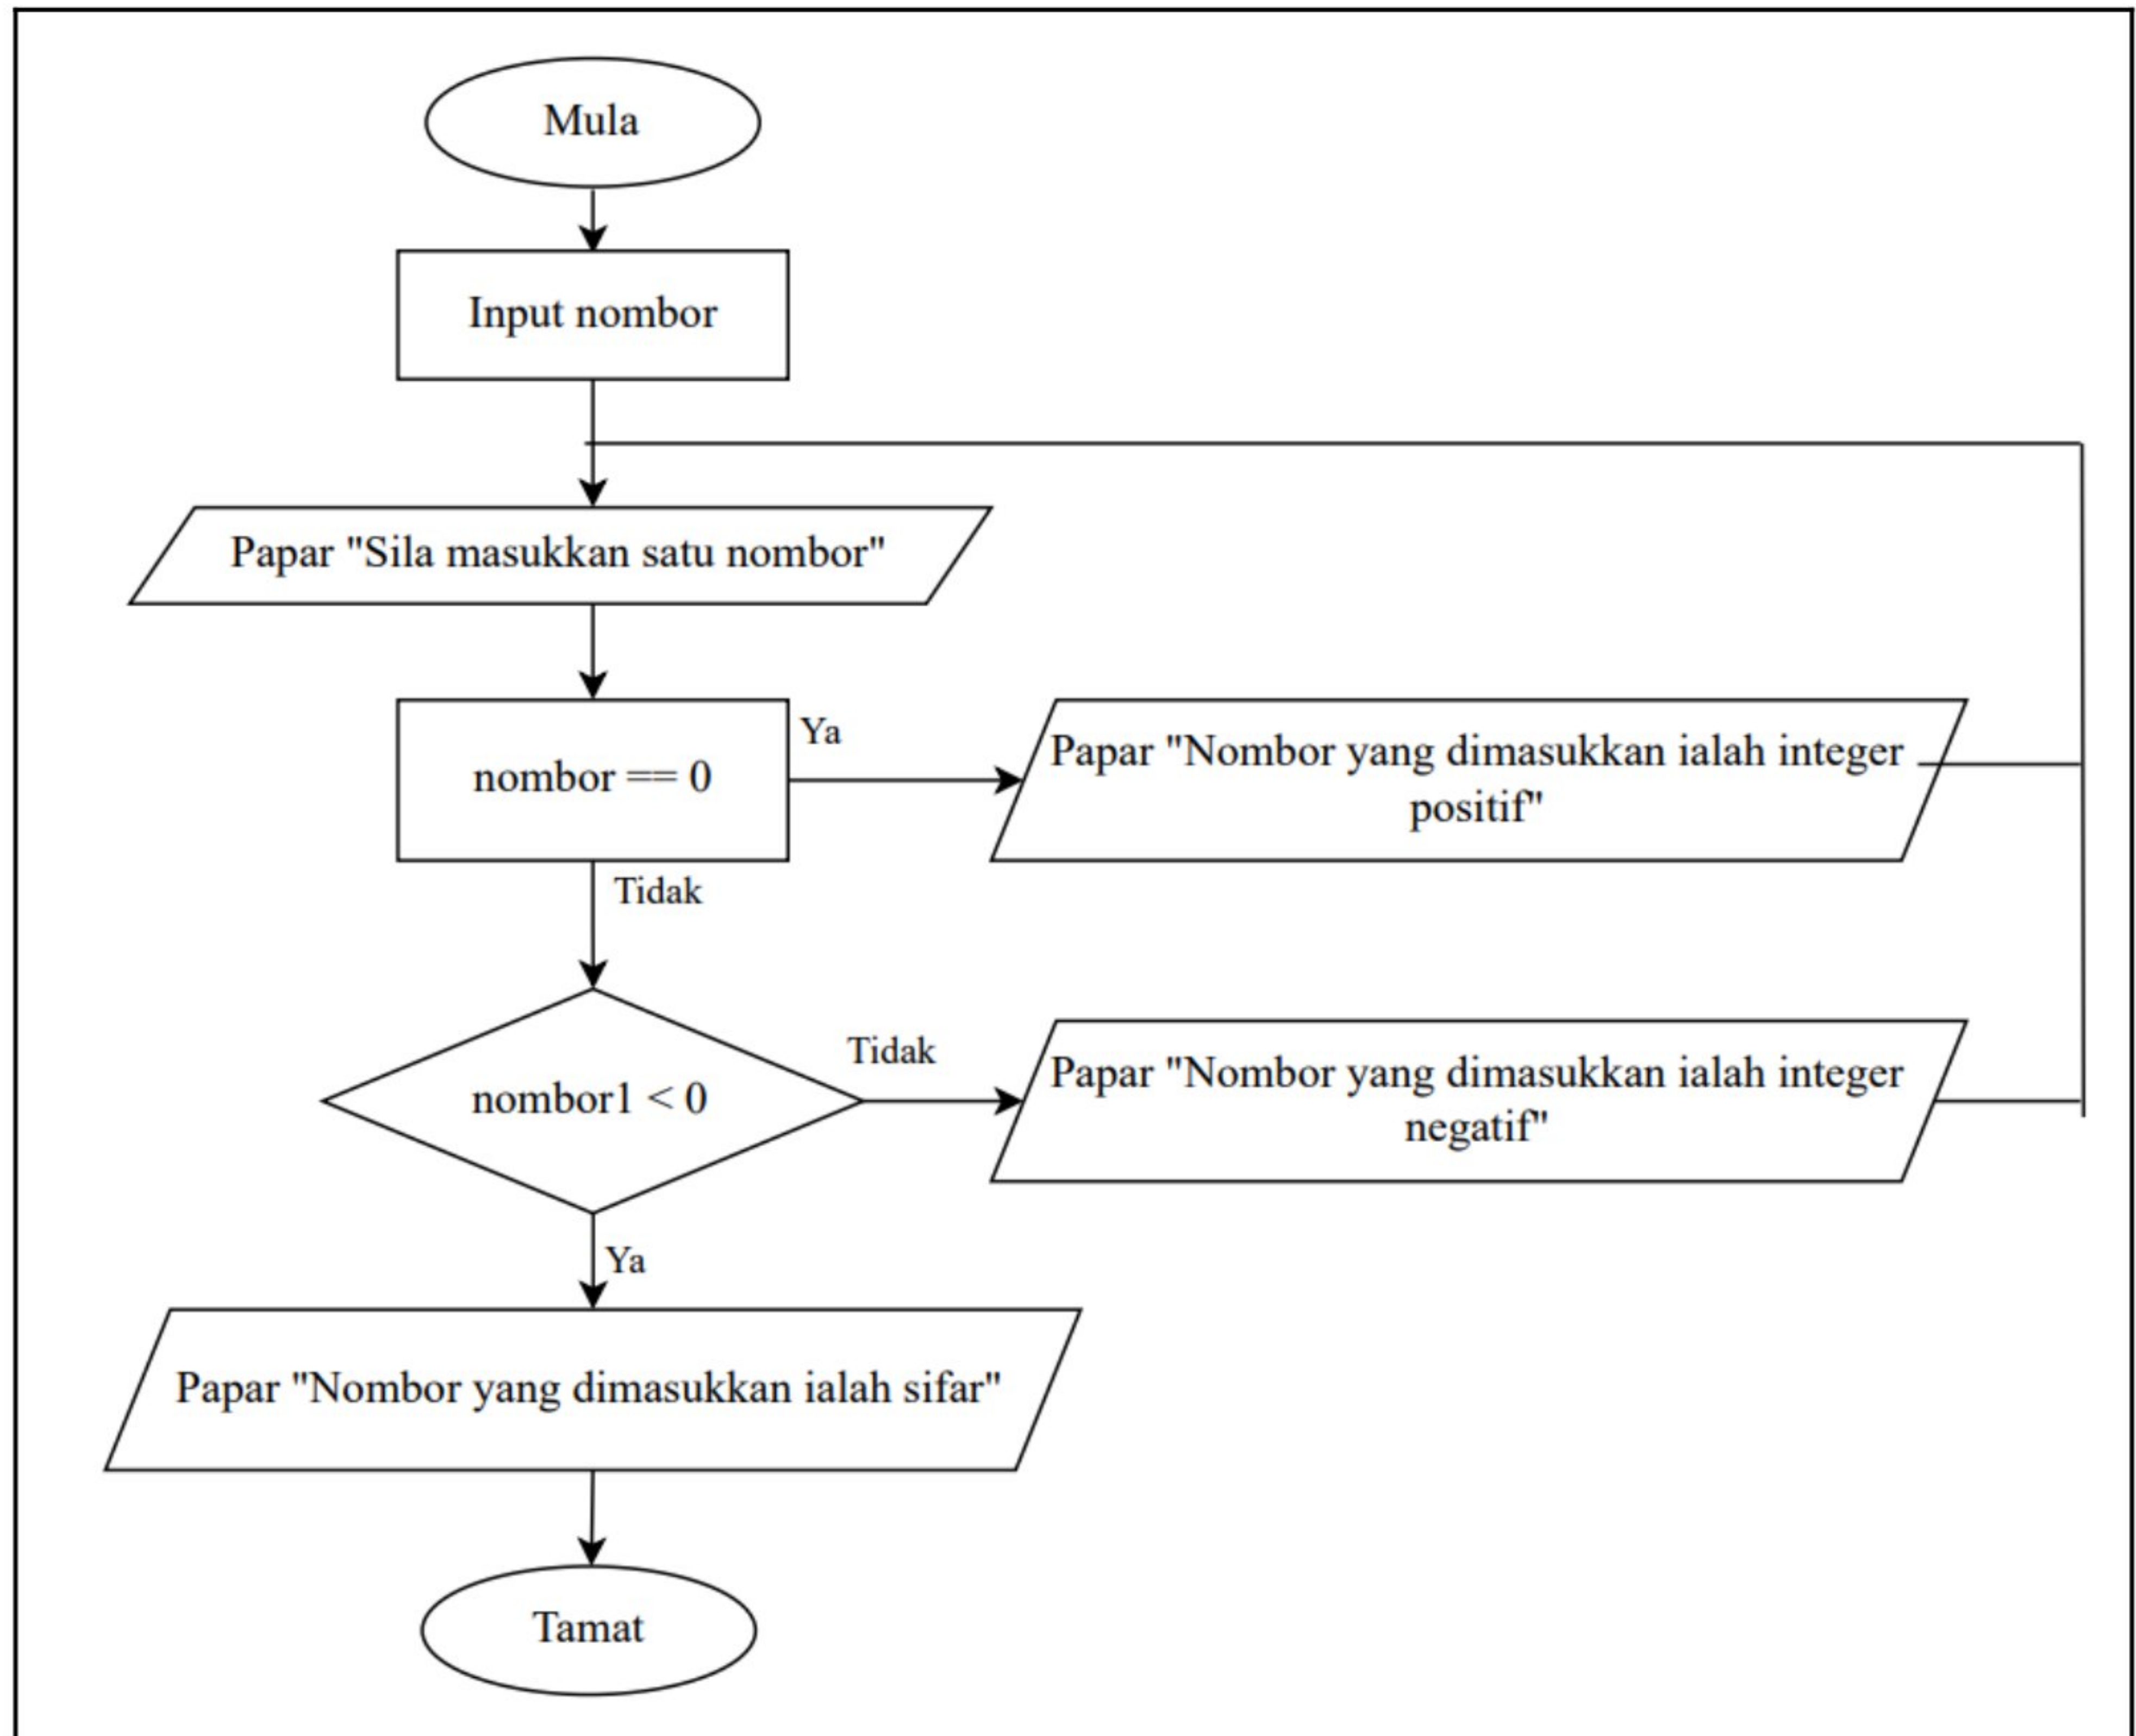 Mula
Input nombor
Papar "Sila masukkan satu nombor"
nombor == 0
Ya
Papar "Nombor yang dimasukkan ialah integer
positif"
Tidak
nombor1 < 0
Tidak
Papar "Nombor yang dimasukkan ialah integer
negatif"
Ya
Papar "Nombor yang dimasukkan ialah sifar"
Tamat